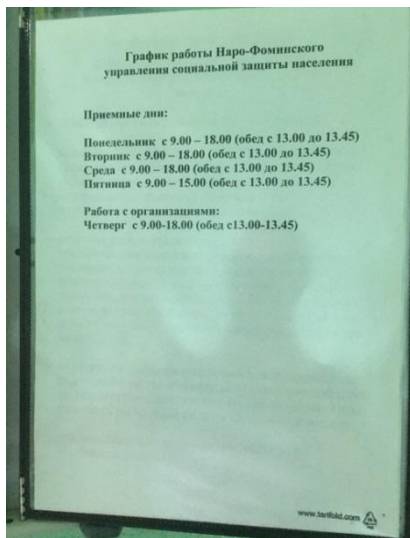 График работы Наро-Фоминского
управления социальной защиты населения
Приемные дни:
Понедельник с 9.00 – 18.00 (обед с 13.00 до 13.45)
Вторник с 9.00 – 18.00 (обед с 13.00 до 13.45)
Среда с 9.00 – 18.00 (обед с 13.00 до 13.45)
Пятница с 9.00 – 15.00 (обед с 13.00 до 13.45)
Работа с организациями:
Четверг с 9.00-18.00 (обед с13.00-13.45)
www.tarifold.com